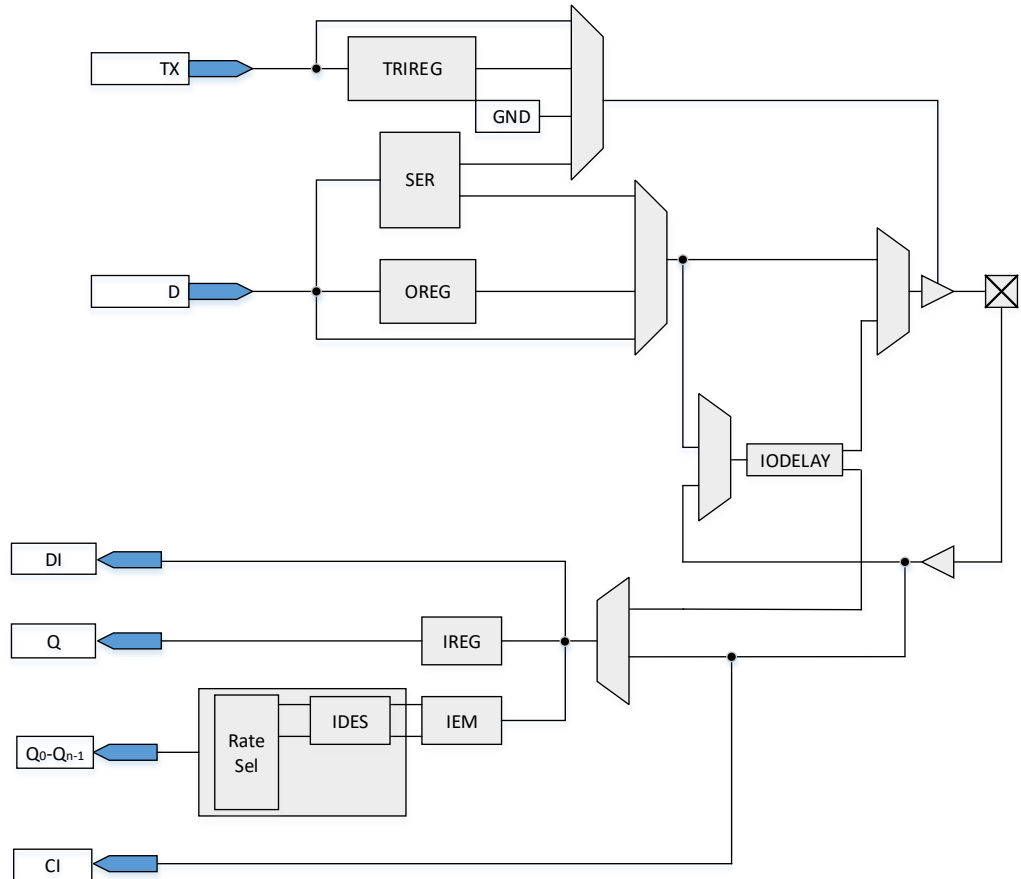 TX
TRIREG
GND
SER
D
OREG
IODELAY
DI
Q
IREG
Q0-Qn-1
Rate
Sel
IDES
IEM
CI